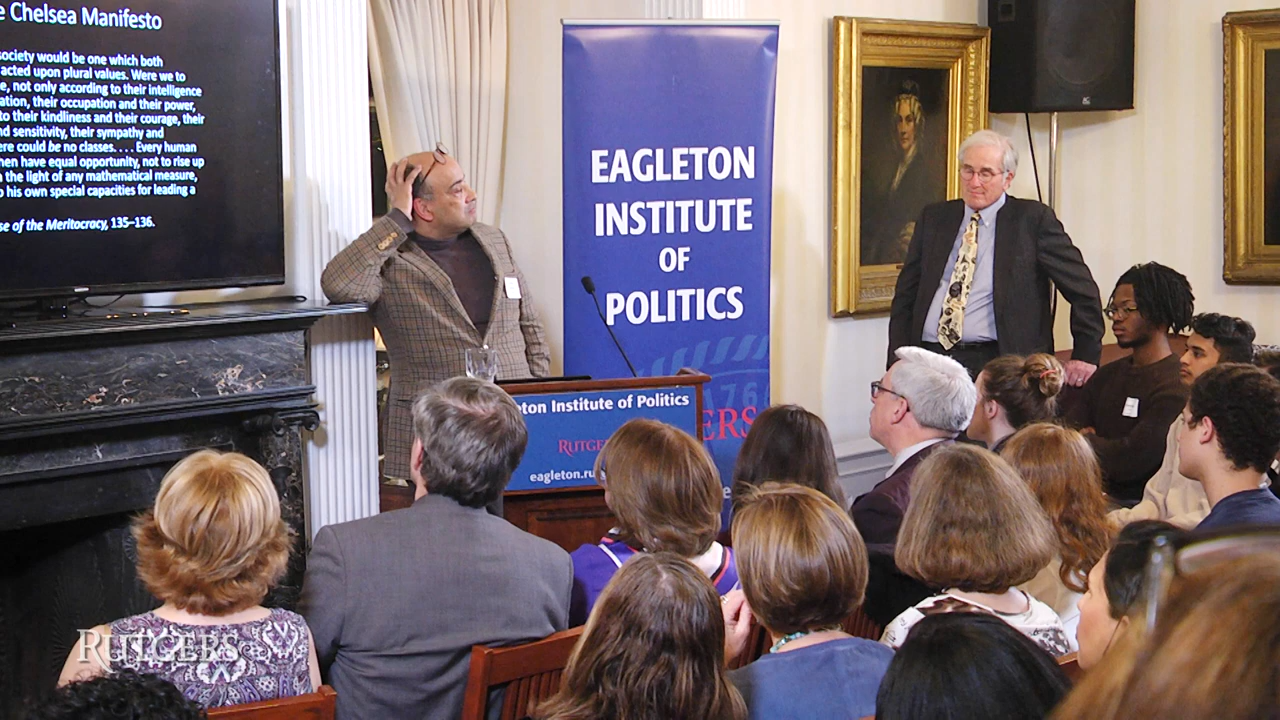 e Chelsea Manifesto
society would be one which both
acted upon plural values. Were we to
e, not only according to their intelligence
ation, their occupation and their power,
to their kindliness and their courage, their
nd sensitivity, their sympathy and
ere could be no classes. . . . Every human
hen have equal opportunity, not to rise up
n the light of any mathematical measure,
o his own special capacities for leading a
se of the Meritocracy, 135–136.
EAGLETON
INSTITUTE
OF
POLITICS
176
ERS
eton Institute of Politics
RUTG
eagleton.ru
RUTGERS